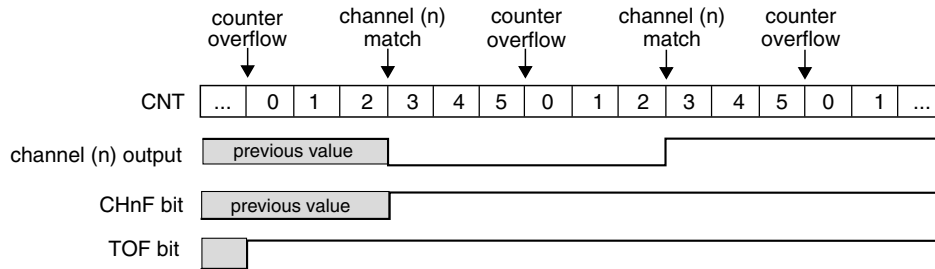 counter overflow
channel (n) match
counter overflow
channel (n) match
counter overflow
CNT ... 0 1 2 3 4 5 0 1 2 3 4 5 0 1 ...
channel (n) output previous value
CHnF bit previous value
TOF bit